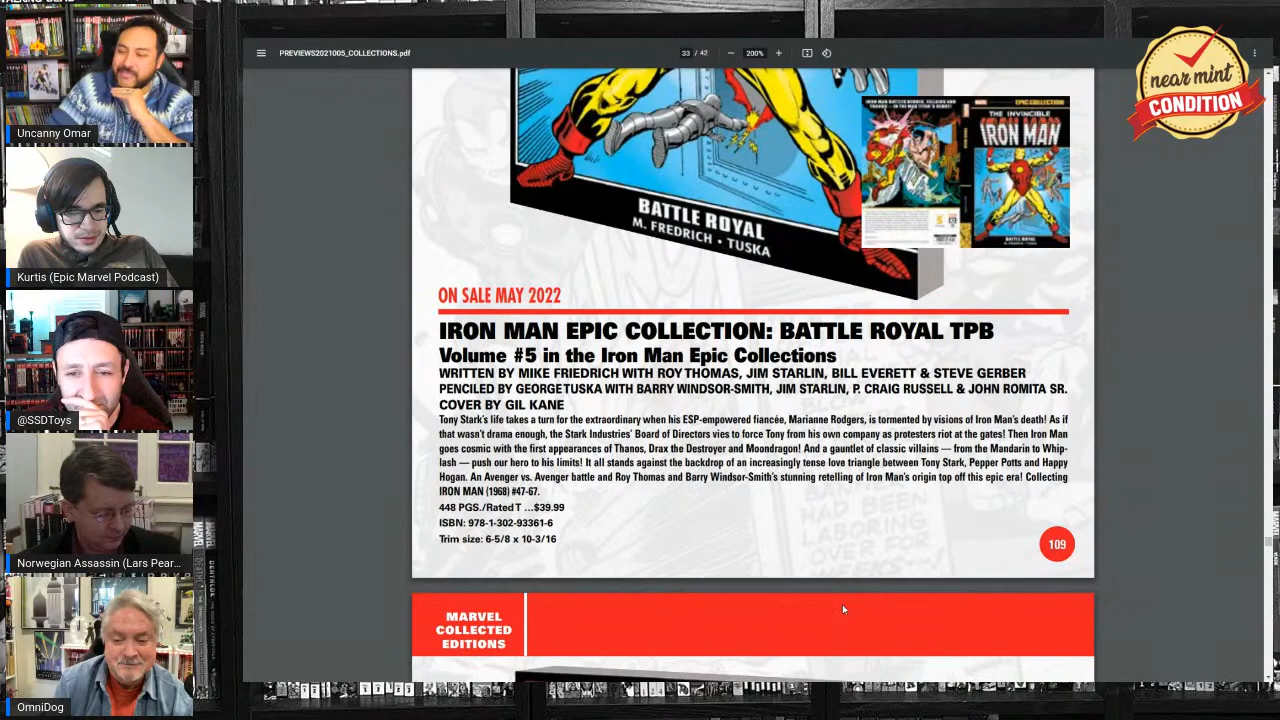 PREVIEWS2021005_COLLECTIONS.pdf
33 / 42
200%
near mint
CONDITION
Uncanny Omar
Kurtis (Epic Marvel Podcast)
@SSDToys
Norwegian Assassin (Lars Pear...
OmniDog
BATTLE ROYAL
M. FREDRICH • TUSKA
EPIC COLLECTION
THE INVINCIBLE
IRON MAN
BATTLE ROYAL
M. FREDRICH • TUSKA
ON SALE MAY 2022
IRON MAN EPIC COLLECTION: BATTLE ROYAL TPB
Volume #5 in the Iron Man Epic Collections
WRITTEN BY MIKE FRIEDRICH WITH ROY THOMAS, JIM STARLIN, BILL EVERETT & STEVE GERBER
PENCILED BY GEORGE TUSKA WITH BARRY WINDSOR-SMITH, JIM STARLIN, P. CRAIG RUSSELL & JOHN ROMITA SR.
COVER BY GIL KANE
Tony Stark's life takes a turn for the extraordinary when his ESP-empowered fiancée, Marianne Rodgers, is tormented by visions of Iron Man's death! As if
that wasn't drama enough, the Stark Industries' Board of Directors vies to force Tony from his own company as protesters riot at the gates! Then Iron Man
goes cosmic with the first appearances of Thanos, Drax the Destroyer and Moondragon! And a gauntlet of classic villains — from the Mandarin to Whip-
lash — push our hero to his limits! It all stands against the backdrop of an increasingly tense love triangle between Tony Stark, Pepper Potts and Happy
Hogan. An Avenger vs. Avenger battle and Roy Thomas and Barry Windsor-Smith's stunning retelling of Iron Man's origin top off this epic era! Collecting
IRON MAN (1968) #47-67.
448 PGS./Rated T ...$39.99
ISBN: 978-1-302-93361-6
Trim size: 6-5/8 x 10-3/16
109
MARVEL
COLLECTED
EDITIONS